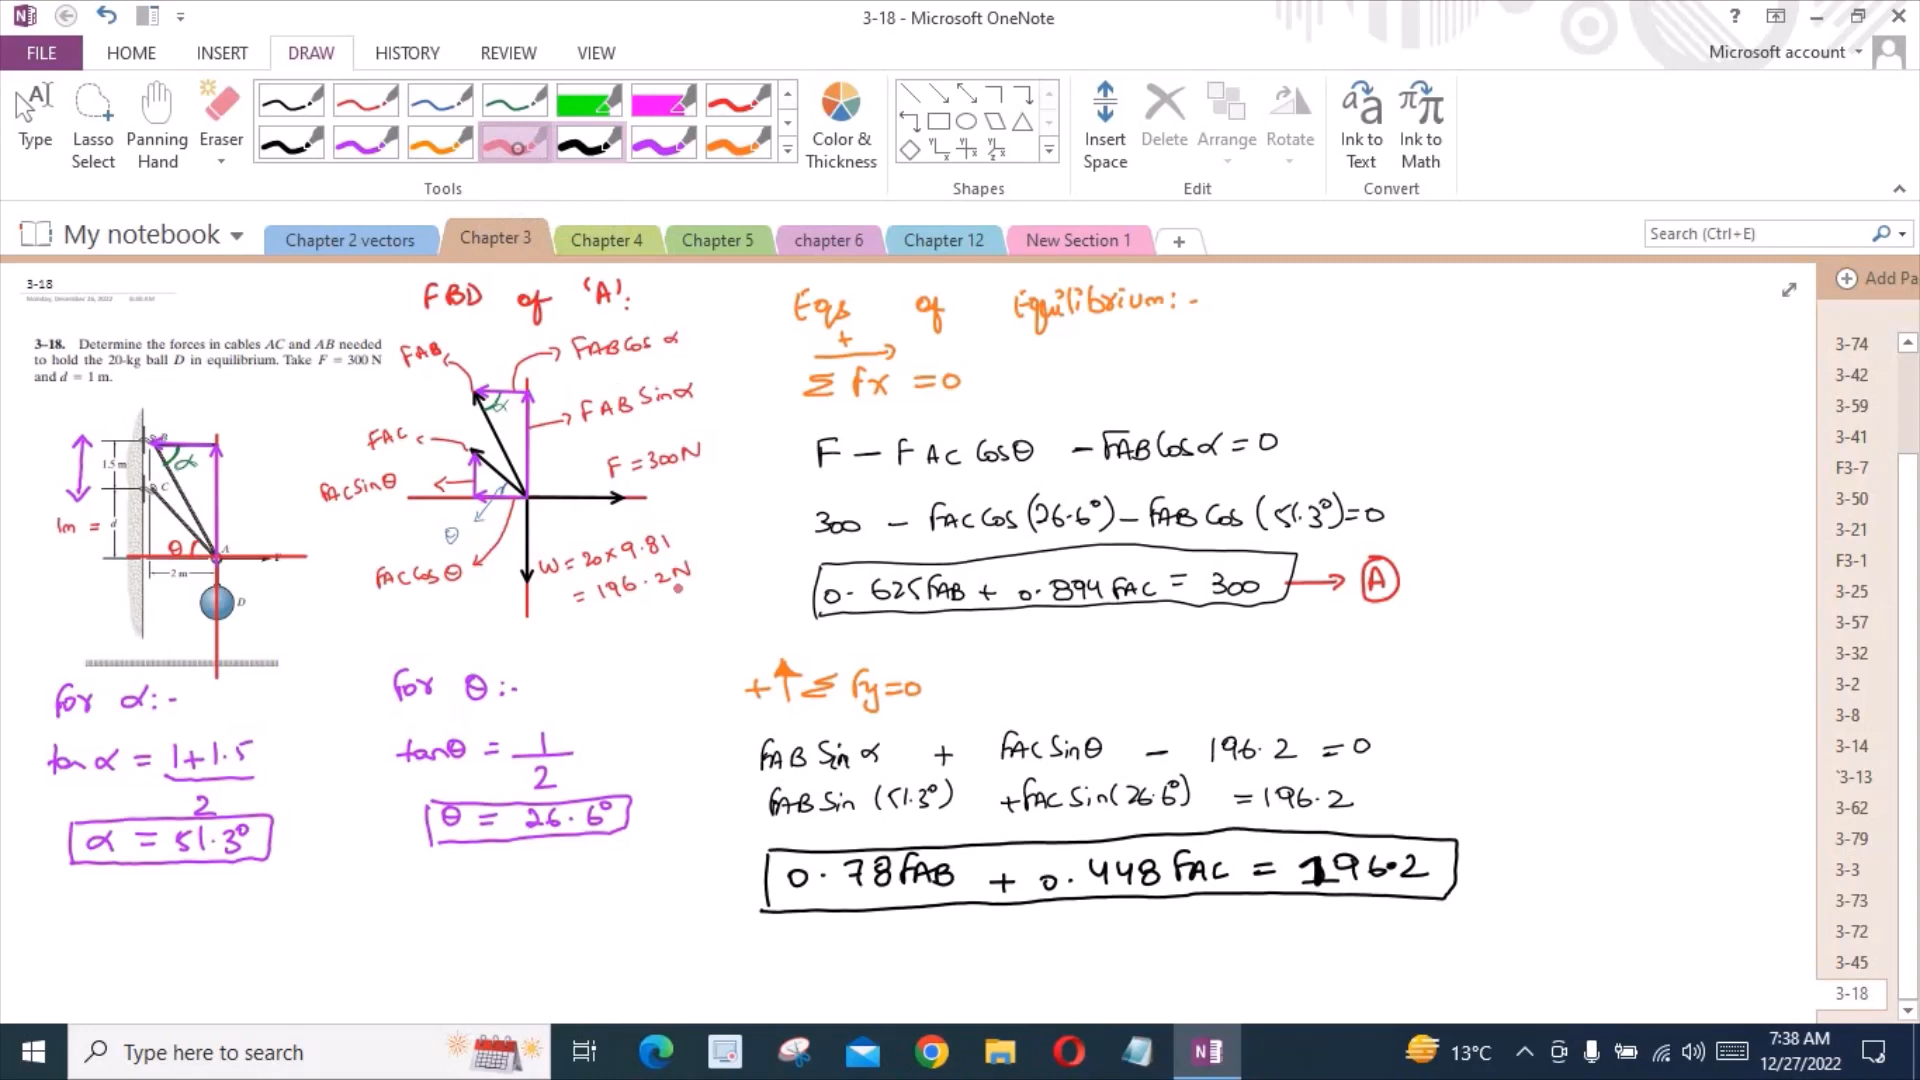 3-18 - Microsoft OneNote
FILE HOME INSERT DRAW HISTORY REVIEW VIEW
Microsoft account
Type
Lasso Select
Panning Hand
Eraser
Color & Thickness
Insert Space
Delete
Arrange
Rotate
Ink to Text
Ink to Math
Tools
Shapes
Edit
Convert
My notebook
Chapter 2 vectors
Chapter 3
Chapter 4
Chapter 5
chapter 6
Chapter 12
New Section 1
Search (Ctrl+E)
3-18
3–18. Determine the forces in cables AC and AB needed
to hold the 20-kg ball D in equilibrium. Take F = 300 N
and d = 1 m.
B
1.5 m
α
C
1m =
d
θ
A
2 m
D
FBD of 'A':
FAB
FAB Cos α
α
FAB Sin α
FAC
F = 300N
FAC Sin θ
θ
FAC Cos θ
W = 20 × 9.81
= 196.2N
for α:-
tan α = 1+1.5
2
α = 51.3°
for θ:-
tanθ = 1
2
θ = 26.6°
Eqs of Equilibrium:-
+
Σ Fx = 0
F - FAC Cosθ - FAB Cos α = 0
300 - FAC Cos (26.6°) - FAB Cos (51.3°) = 0
0.625 FAB + 0.894 FAC = 300
A
+↑ Σ Fy = 0
FAB Sin α + FAC Sin θ - 196.2 = 0
FAB Sin (51.3°) + FAC Sin (26.6°) = 196.2
0.78 FAB + 0.448 FAC = 196.2
Add Pa
3-74
3-42
3-59
3-41
F3-7
3-50
3-21
F3-1
3-25
3-57
3-32
3-2
3-8
3-14
`3-13
3-62
3-79
3-3
3-73
3-72
3-45
3-18
Type here to search
13°C
7:38 AM
12/27/2022